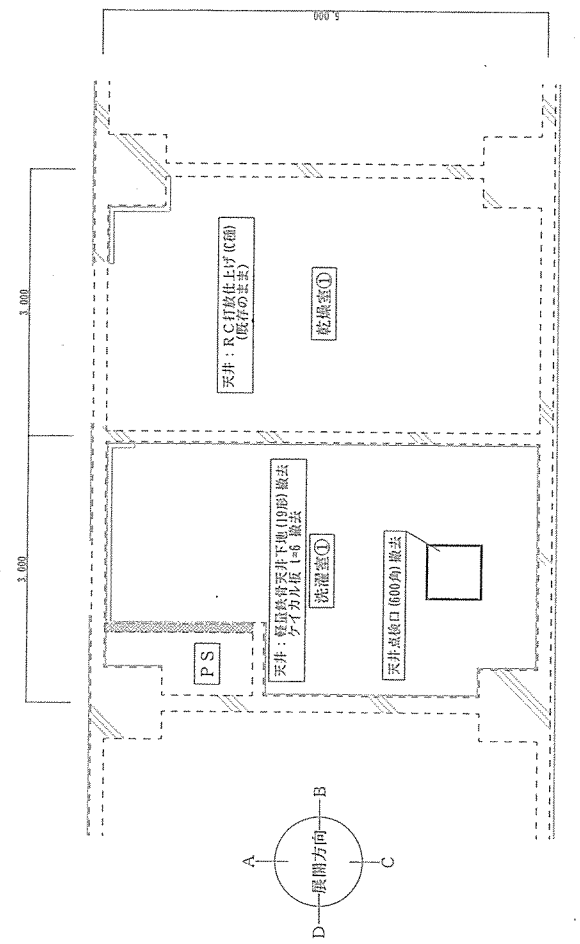 5,000
3,000
3,000
天井：ＲＣ打放仕上げ(C種)
(既存のまま)
乾燥室①
天井：軽量鉄骨天井下地(19形)撤去
ケイカル板 t=6 撤去
洗濯室①
天井点検口(600角)撤去
ＰＳ
A
B
C
D
展開方向